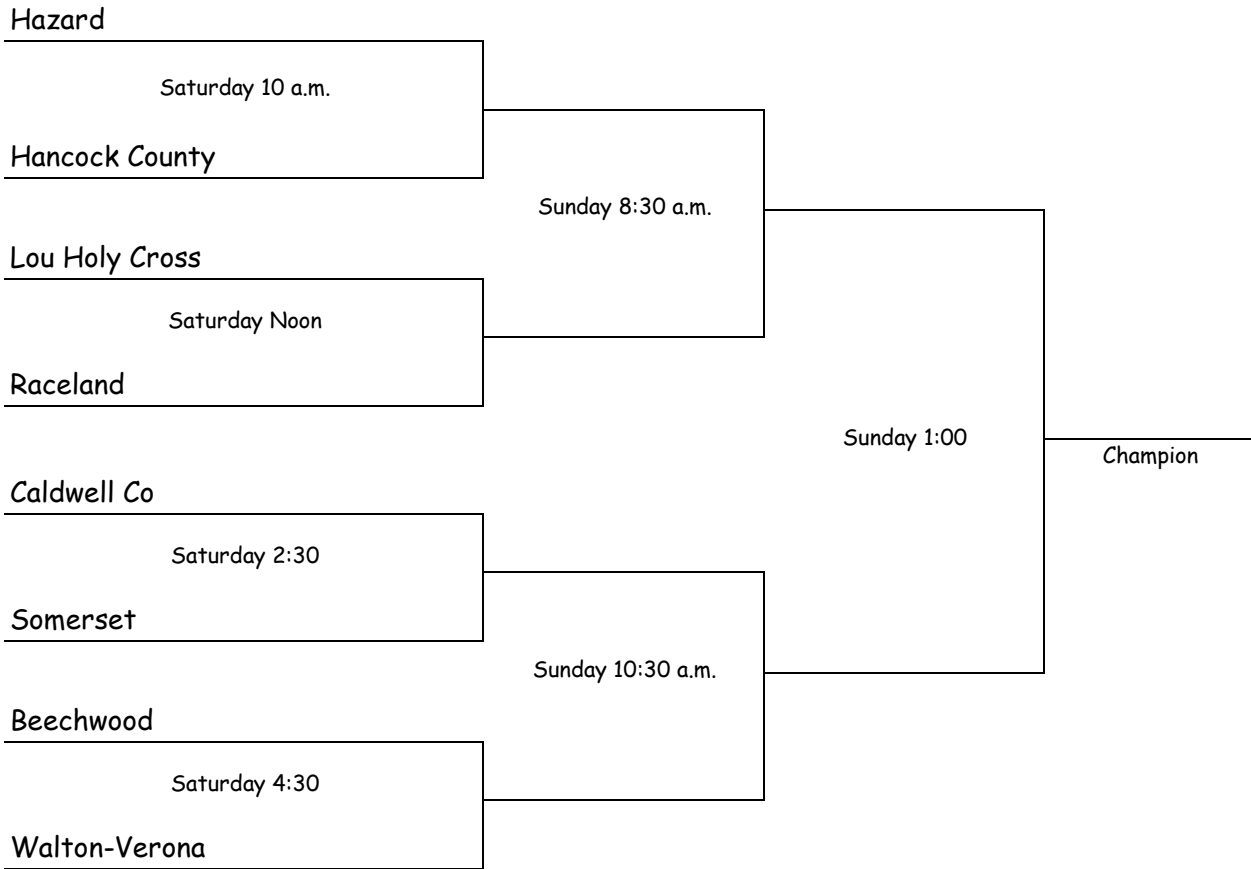 Hazard
Saturday 10 a.m.
Hancock County
Sunday 8:30 a.m.
Lou Holy Cross
Saturday Noon
Raceland
Sunday 1:00
Champion
Caldwell Co
Saturday 2:30
Somerset
Sunday 10:30 a.m.
Beechwood
Saturday 4:30
Walton-Verona